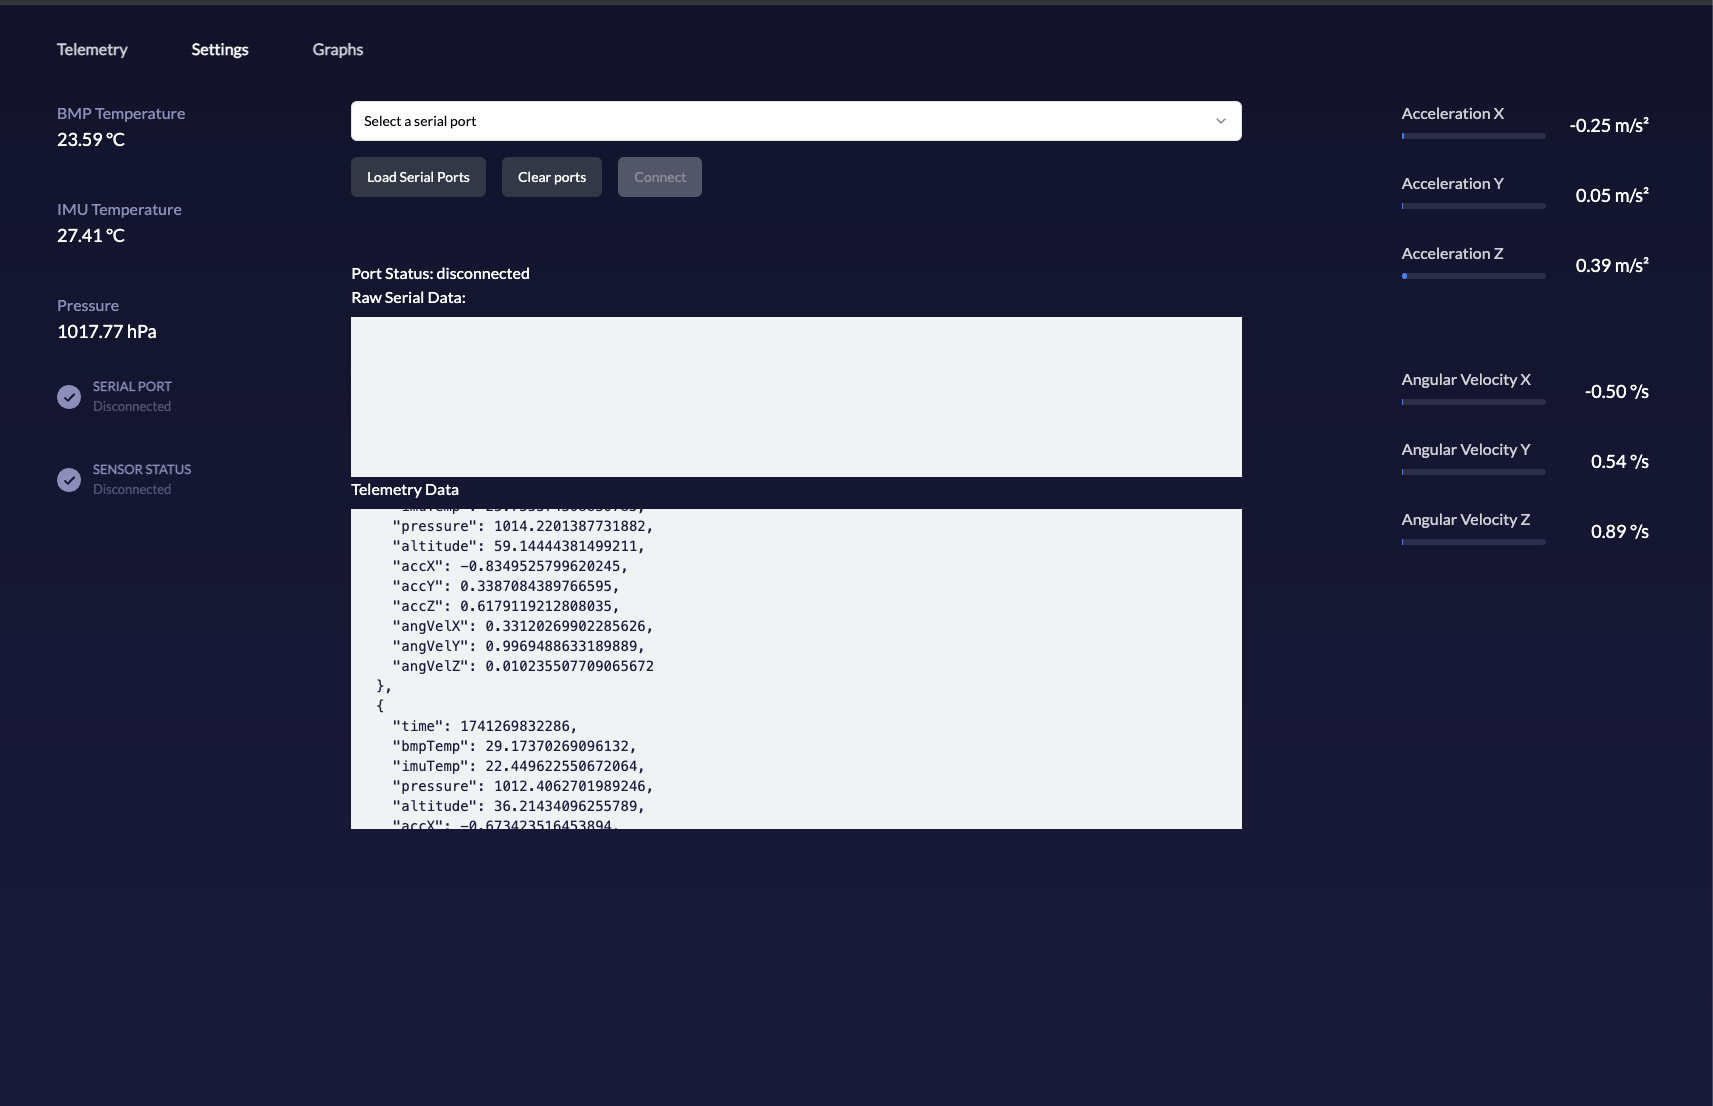 Telemetry Settings Graphs
BMP Temperature
23.59 °C
IMU Temperature
27.41 °C
Pressure
1017.77 hPa
SERIAL PORT
Disconnected
SENSOR STATUS
Disconnected
Select a serial port
Load Serial Ports Clear ports Connect
Port Status: disconnected
Raw Serial Data:
Telemetry Data
"pressure": 1014.2201387731882,
"altitude": 59.14444381499211,
"accX": -0.8349525799620245,
"accY": 0.3387084389766595,
"accZ": 0.6179119212808035,
"angVelX": 0.33120269902285626,
"angVelY": 0.9969488633189889,
"angVelZ": 0.010235507709065672
},
{
"time": 1741269832286,
"bmpTemp": 29.17370269096132,
"imuTemp": 22.449622550672064,
"pressure": 1012.4062701989246,
"altitude": 36.21434096255789,
"accX": -0.673423516453894,
Acceleration X
-0.25 m/s²
Acceleration Y
0.05 m/s²
Acceleration Z
0.39 m/s²
Angular Velocity X
-0.50 °/s
Angular Velocity Y
0.54 °/s
Angular Velocity Z
0.89 °/s